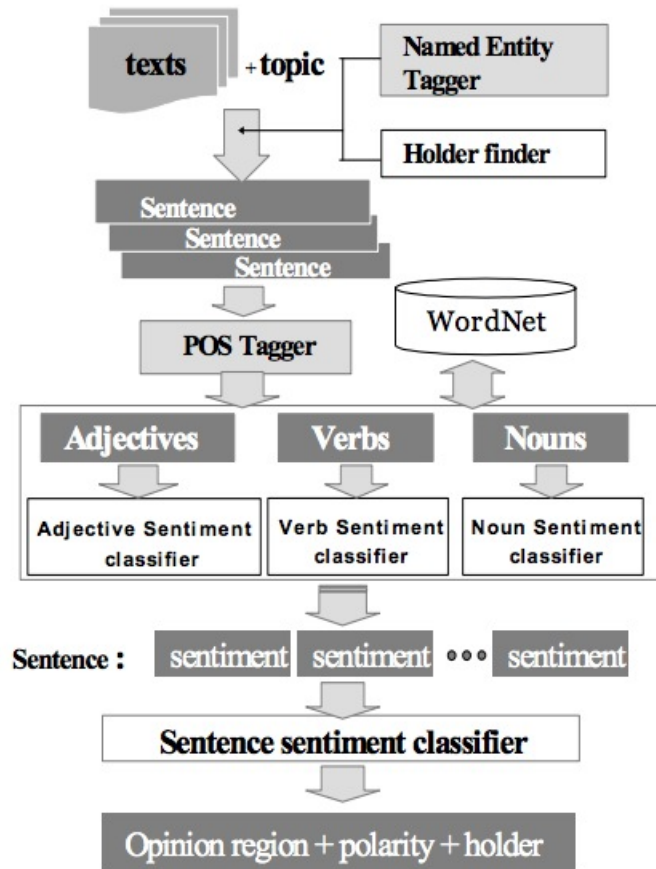 texts + topic
Named Entity
Tagger
Holder finder
Sentence
Sentence
Sentence
POS Tagger
WordNet
Adjectives
Verbs
Nouns
Adjective Sentiment
classifier
Verb Sentiment
classifier
Noun Sentiment
classifier
Sentence : sentiment sentiment ••• sentiment
Sentence sentiment classifier
Opinion region + polarity + holder